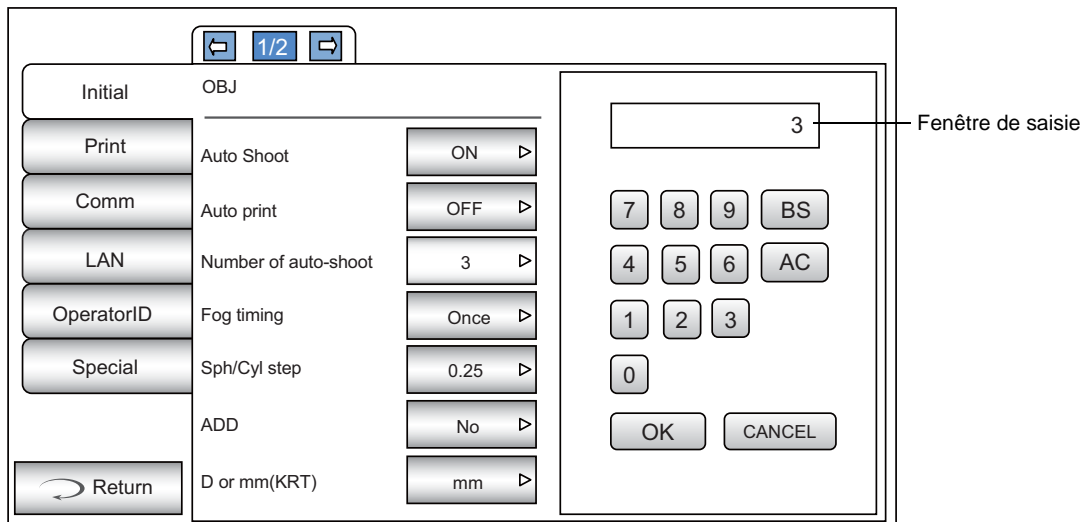 1/2
Initial
Print
Comm
LAN
OperatorID
Special
Return
OBJ
Auto Shoot ON
Auto print OFF
Number of auto-shoot 3
Fog timing Once
Sph/Cyl step 0.25
ADD No
D or mm(KRT) mm
3
Fenêtre de saisie
7 8 9 BS
4 5 6 AC
1 2 3
0
OK CANCEL